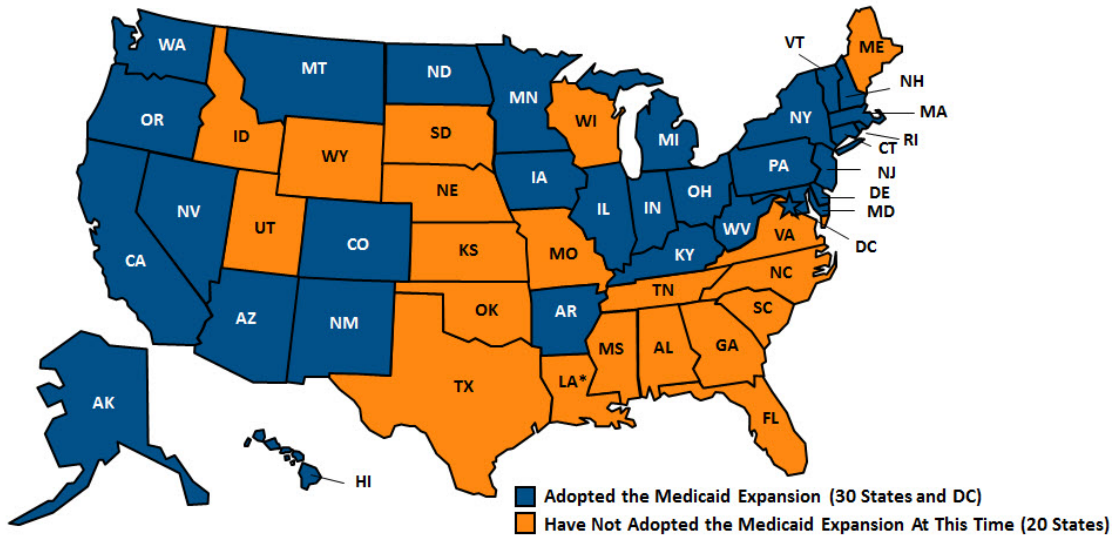 WA
MT
ND
MN
VT
ME
NH
MA
OR
ID
SD
WI
NY
RI
CT
WY
MI
PA
NJ
NE
IA
OH
DE
MD
NV
UT
CO
IL
IN
WV
VA
DC
CA
KS
MO
KY
NC
TN
AZ
NM
OK
AR
SC
MS
AL
GA
TX
LA*
AK
FL
HI
Adopted the Medicaid Expansion (30 States and DC)
Have Not Adopted the Medicaid Expansion At This Time (20 States)